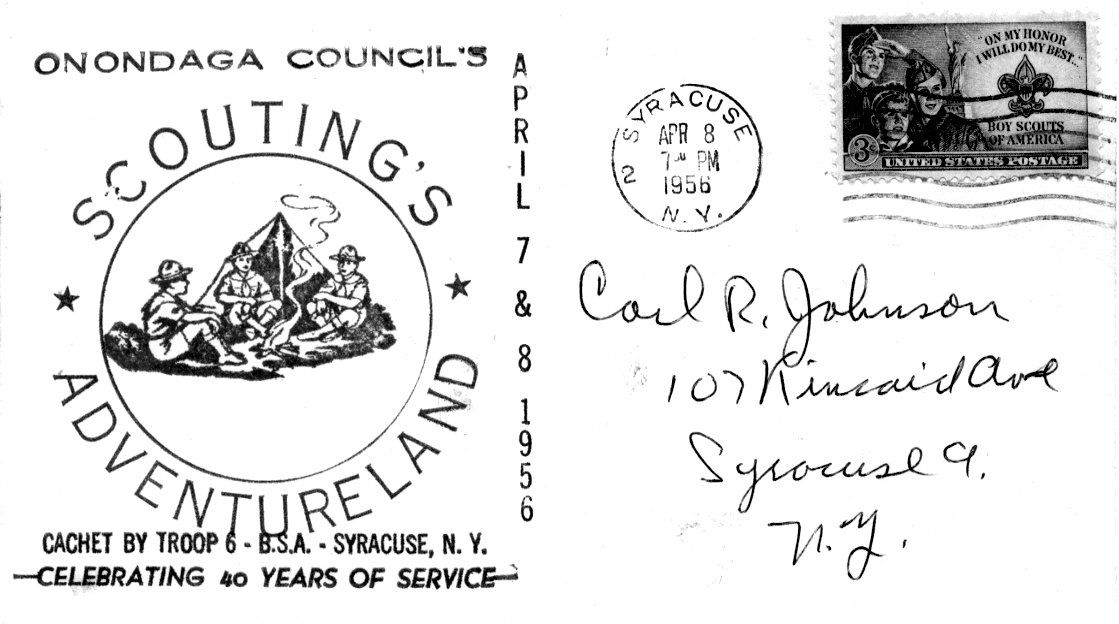 ONONDAGA COUNCIL'S
SCOUTING'S
ADVENTURELAND
CACHET BY TROOP 6 - B.S.A. - SYRACUSE, N. Y.
CELEBRATING 40 YEARS OF SERVICE
APRIL 7 & 8 1956
SYRACUSE
APR 8
7 PM
1956
N. Y.
2
"ON MY HONOR
I WILL DO MY BEST..."
BOY SCOUTS
OF AMERICA
3¢
UNITED STATES POSTAGE
Carl R. Johnson
107 Kincaid Ave
Syracuse 9.
N.Y.